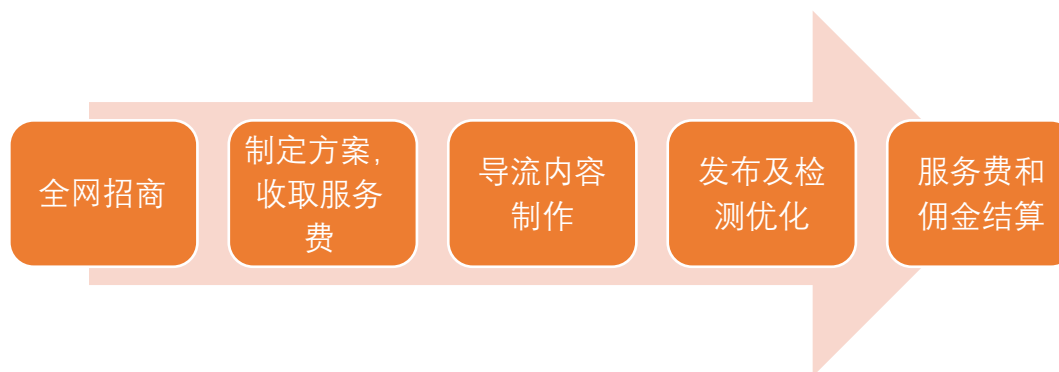 全网招商
制定方案，
收取服务
费
导流内容
制作
发布及检
测优化
服务费和
佣金结算